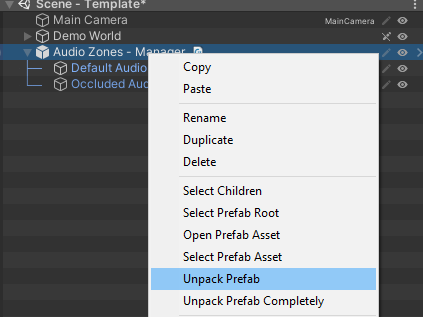 Scene - Template*
Main Camera
MainCamera
Demo World
Audio Zones - Manager
Default Audio
Occluded Au
Copy
Paste
Rename
Duplicate
Delete
Select Children
Select Prefab Root
Open Prefab Asset
Select Prefab Asset
Unpack Prefab
Unpack Prefab Completely